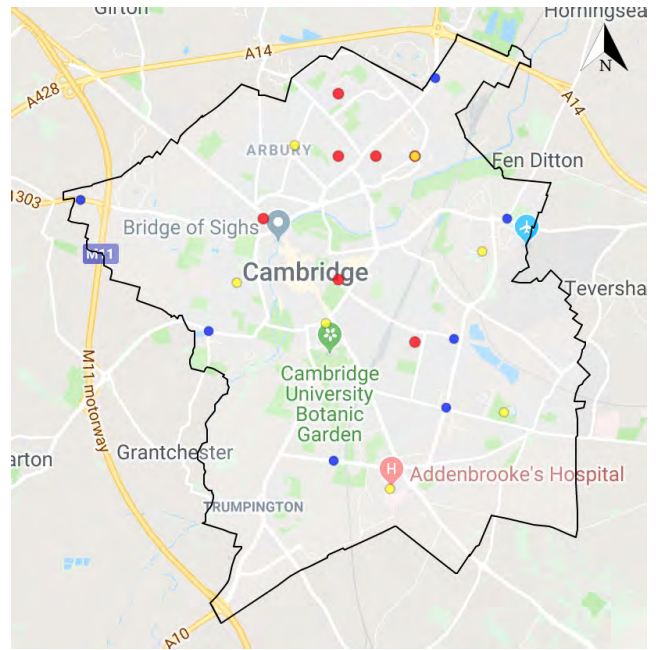 Girton
Horningsea
A14
N
A428
A14
ARBURY
Fen Ditton
1303
Bridge of Sighs
M11
Cambridge
Teversha
M11 motorway
Cambridge
University
Botanic
Garden
Grantchester
arton
H
Addenbrooke's Hospital
TRUMPINGTON
A10